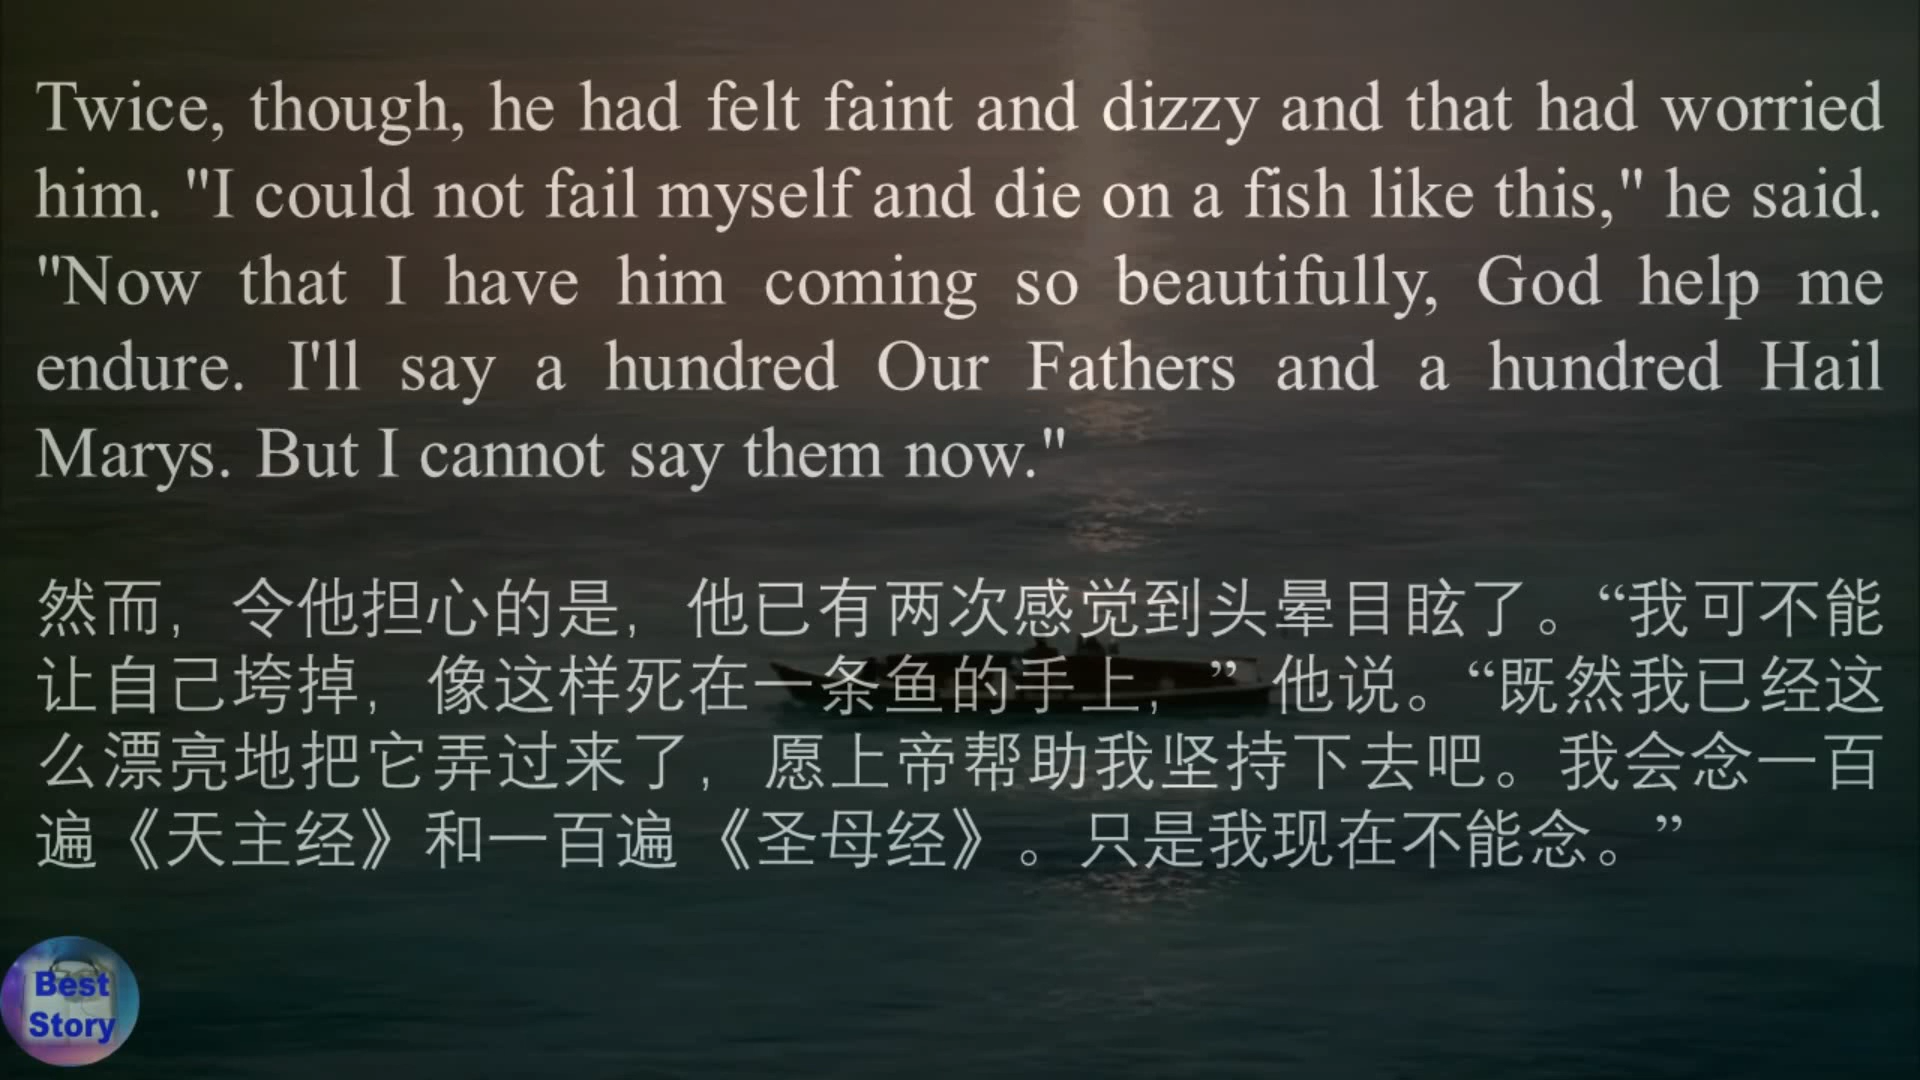 Twice, though, he had felt faint and dizzy and that had worried
him. "I could not fail myself and die on a fish like this," he said.
"Now that I have him coming so beautifully, God help me
endure. I'll say a hundred Our Fathers and a hundred Hail
Marys. But I cannot say them now."
然而，令他担心的是，他已有两次感觉到头晕目眩了。“我可不能
让自己垮掉，像这样死在一条鱼的手上，”他说。“既然我已经这
么漂亮地把它弄过来了，愿上帝帮助我坚持下去吧。我会念一百
遍《天主经》和一百遍《圣母经》。只是我现在不能念。”
Best
Story